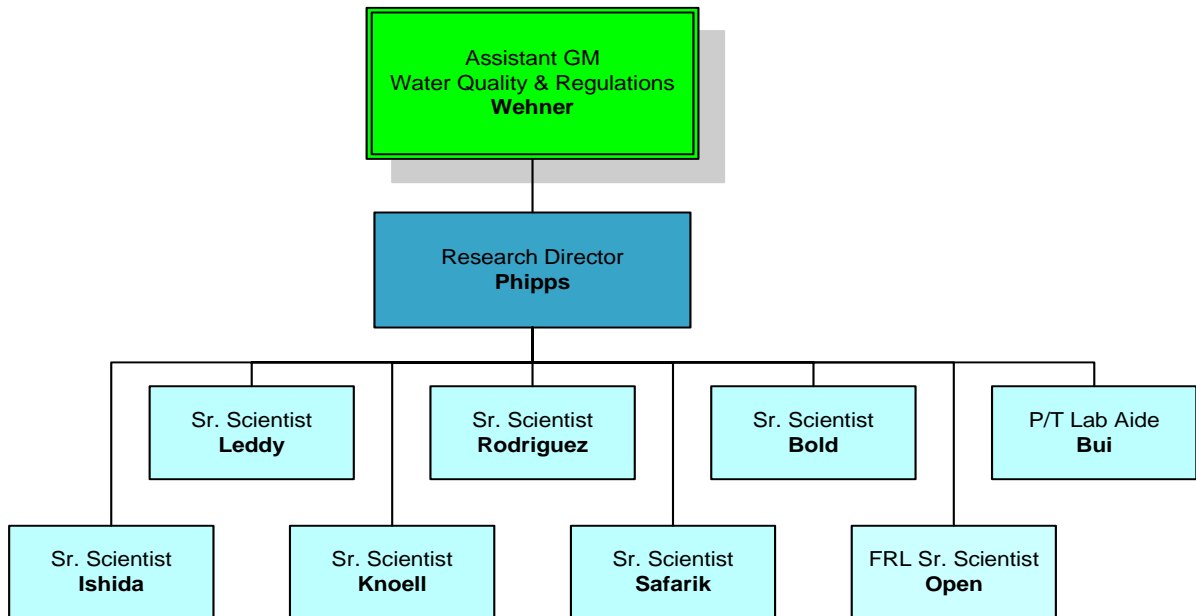 Assistant GM
Water Quality & Regulations
Wehner
Research Director
Phipps
Sr. Scientist
Leddy
Sr. Scientist
Rodriguez
Sr. Scientist
Bold
P/T Lab Aide
Bui
Sr. Scientist
Ishida
Sr. Scientist
Knoell
Sr. Scientist
Safarik
FRL Sr. Scientist
Open